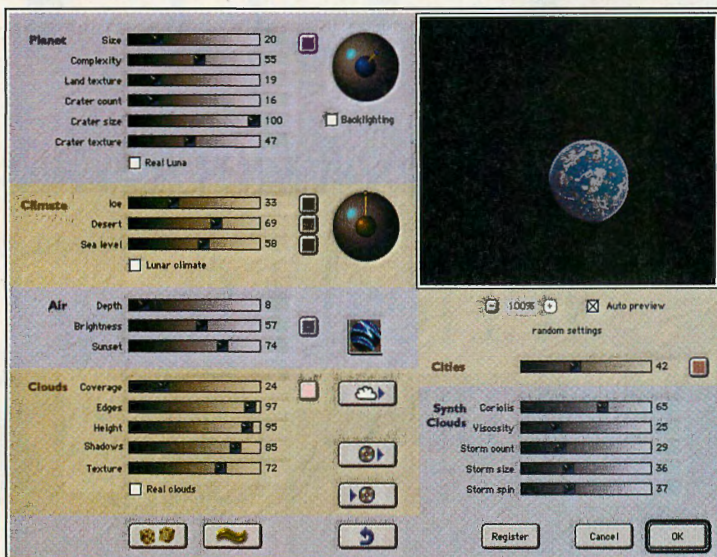 Planet
Size 20
Complexity 55
Land texture 19
Crater count 16
Crater size 100
Crater texture 47
Real Luna
Backlighting
Climate
Ice 33
Desert 69
Sea level 58
Lunar climate
Air
Depth 8
Brightness 57
Sunset 74
Clouds
Coverage 24
Edges 97
Height 95
Shadows 85
Texture 72
Real clouds
100%
Auto preview
random settings
Cities 42
Synth Clouds
Coriolis 65
Viscosity 25
Storm count 29
Storm size 36
Storm spin 37
Register
Cancel
OK